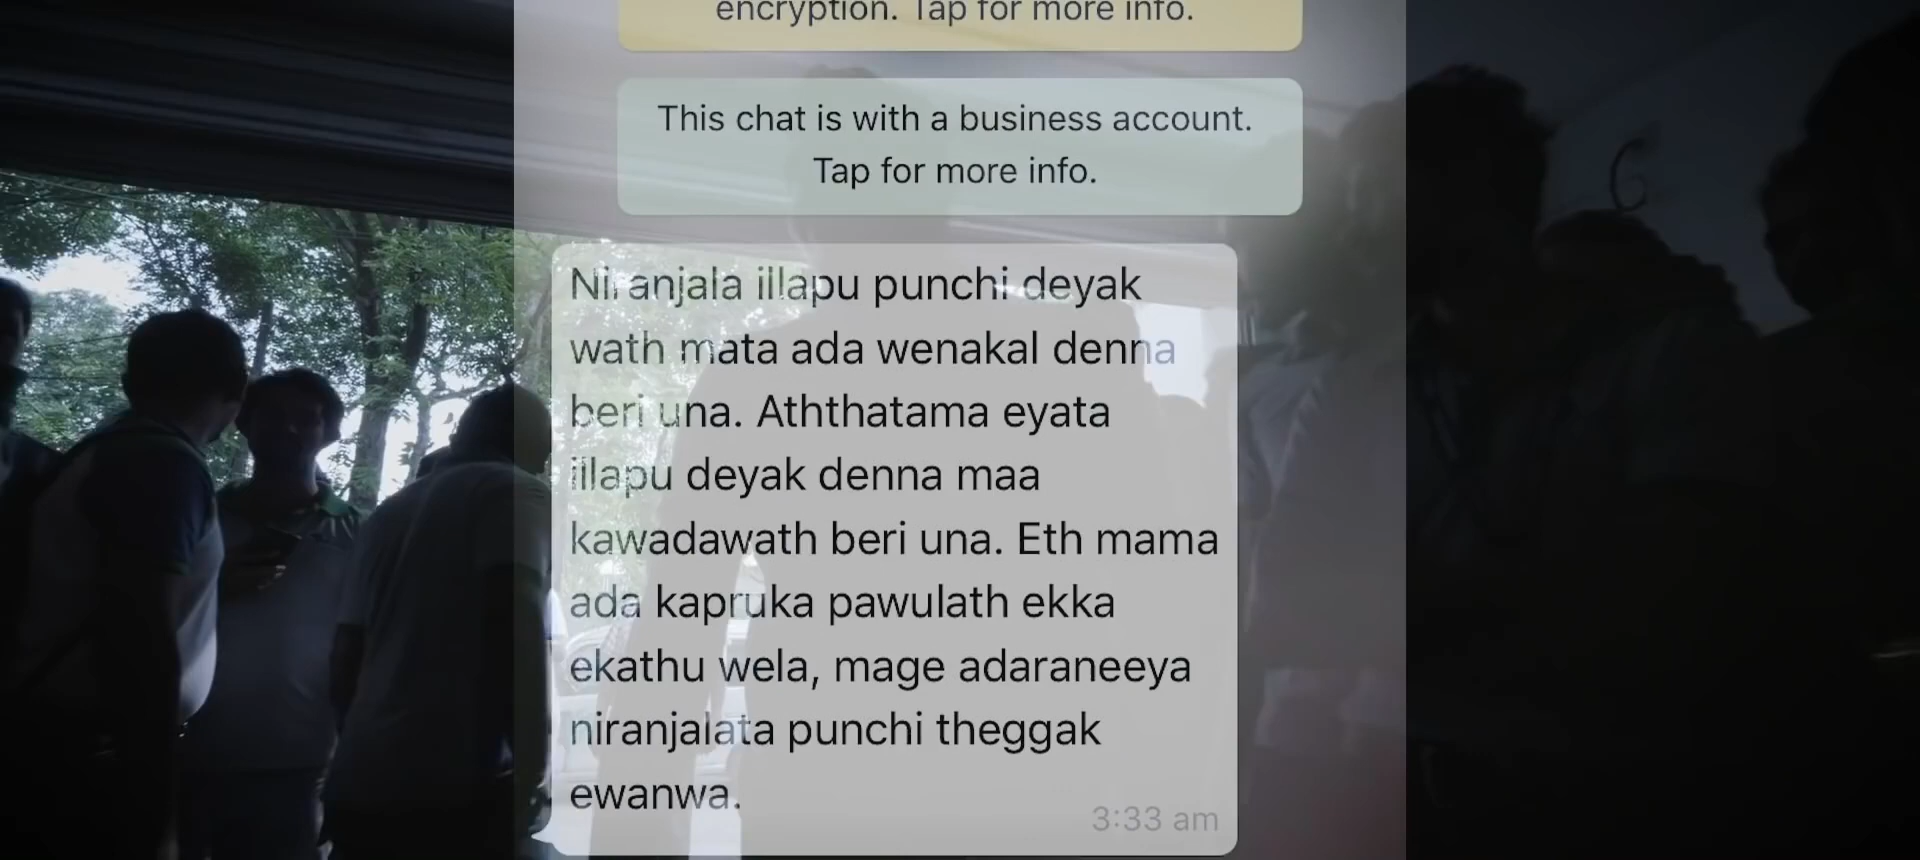 encryption. Tap for more info.
This chat is with a business account.
Tap for more info.
Niranjala illapu punchi deyak
wath mata ada wenakal denna
beri una. Aththatama eyata
illapu deyak denna maa
kawadawath beri una. Eth mama
ada kapruka pawulath ekka
ekathu wela, mage adaraneeya
niranjalata punchi theggak
ewanwa.
3:33 am